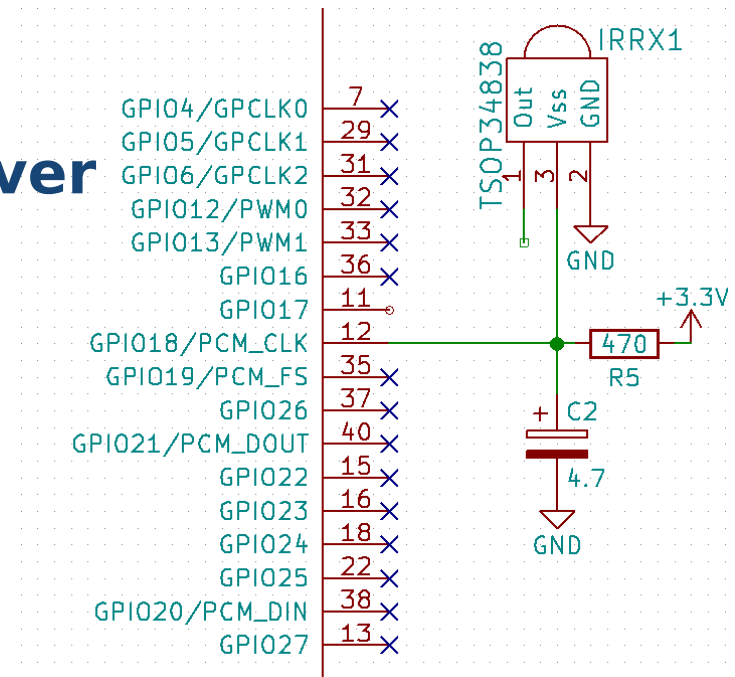 IRRX1
TSOP34838
Out
Vss
GND
1
3
2
GND
ver
GPIO4/GPCLK0 7
GPIO5/GPCLK1 29
GPIO6/GPCLK2 31
GPIO12/PWM0 32
GPIO13/PWM1 33
GPIO16 36
GPIO17 11
GPIO18/PCM_CLK 12
GPIO19/PCM_FS 35
GPIO26 37
GPIO21/PCM_DOUT 40
GPIO22 15
GPIO23 16
GPIO24 18
GPIO25 22
GPIO20/PCM_DIN 38
GPIO27 13
+3.3V
470
R5
+ C2
4.7
GND